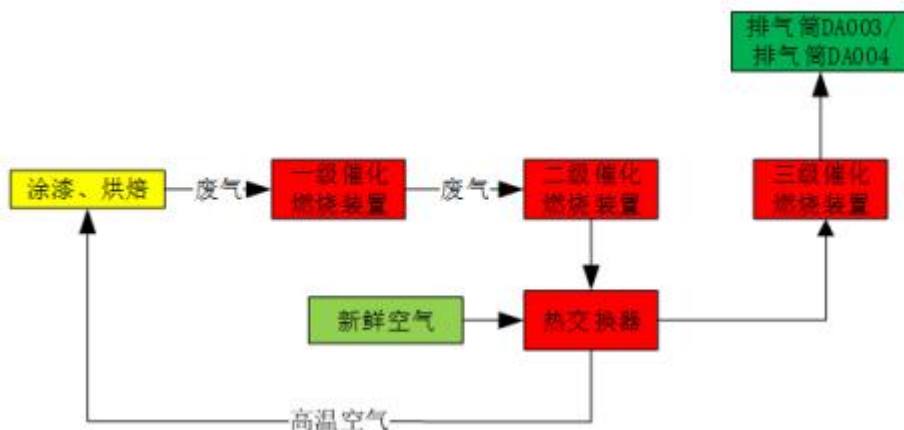 排气筒DA003/
排气筒DA004
涂漆、烘焙
废气
一级催化
燃烧装置
废气
二级催化
燃烧装置
三级催化
燃烧装置
新鲜空气
热交换器
高温空气